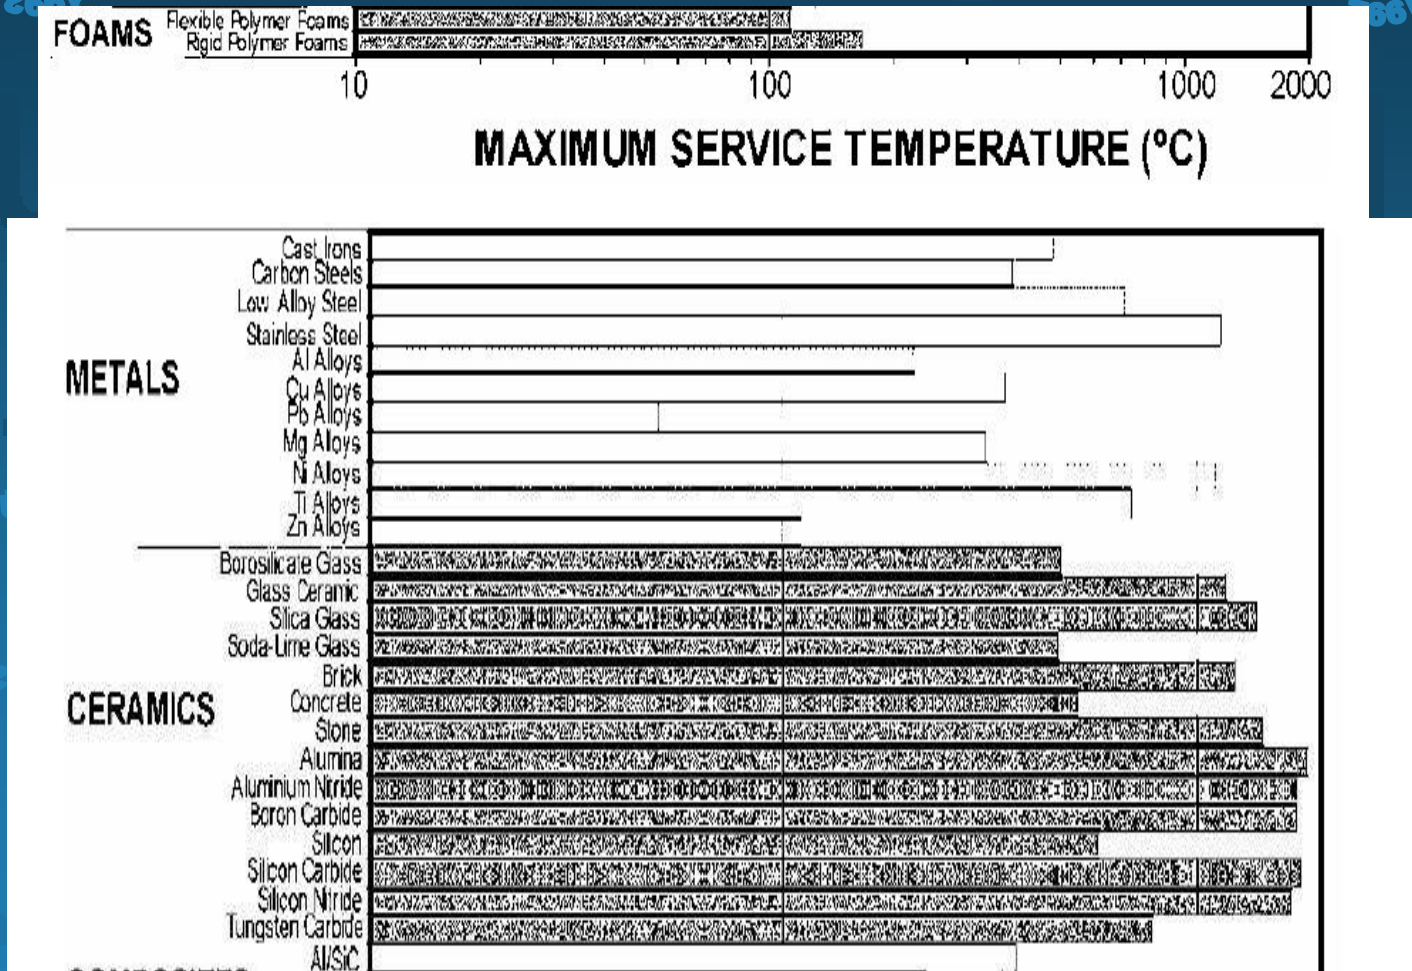 FOAMS
Flexible Polymer Foams
Rigid Polymer Foams
10 100 1000 2000
MAXIMUM SERVICE TEMPERATURE (ºC)
METALS
Cast Irons
Carbon Steels
Low Alloy Steel
Stainless Steel
Al Alloys
Cu Alloys
Pb Alloys
Mg Alloys
Ni Alloys
Ti Alloys
Zn Alloys
CERAMICS
Borosilicate Glass
Glass Ceramic
Silica Glass
Soda-Lime Glass
Brick
Concrete
Stone
Alumina
Aluminium Nitride
Boron Carbide
Silicon
Silicon Carbide
Silicon Nitride
Tungsten Carbide
Al/SiC